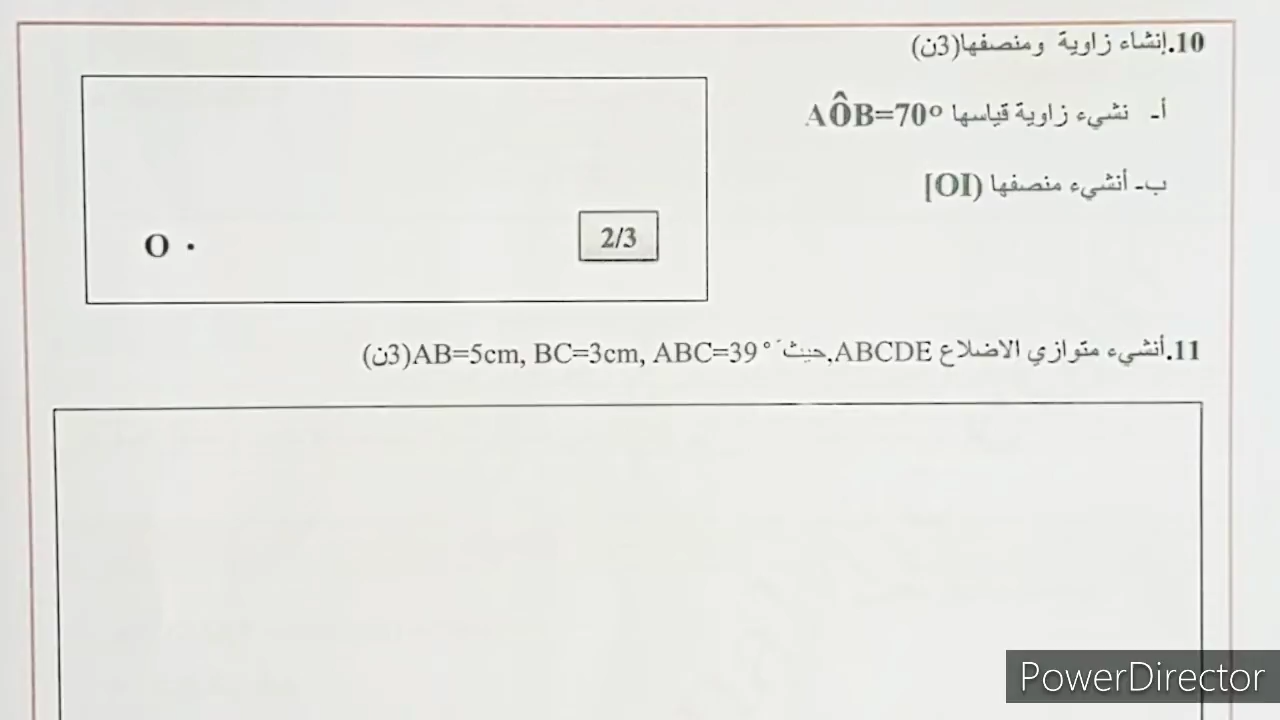 10.إنشاء زاوية ومنصفها(3ن)
أ- نشيء زاوية قياسها AÔB=70º
ب- أنشيء منصفها [OI)
O
2/3
11.أنشيء متوازي الاضلاع ABCDE,حيث AB=5cm, BC=3cm, ABC=39°(3ن)
PowerDirector